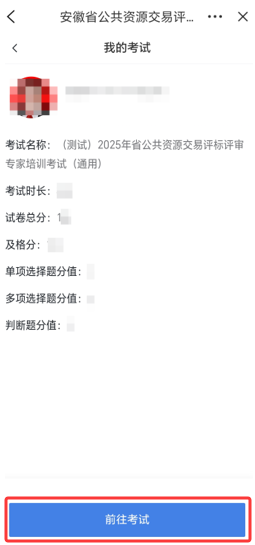 安徽省公共资源交易评...
我的考试
考试名称：（测试）2025年省公共资源交易评标评审
专家培训考试（通用）
考试时长：
试卷总分：1
及格分：
单项选择题分值：
多项选择题分值：
判断题分值：
前往考试